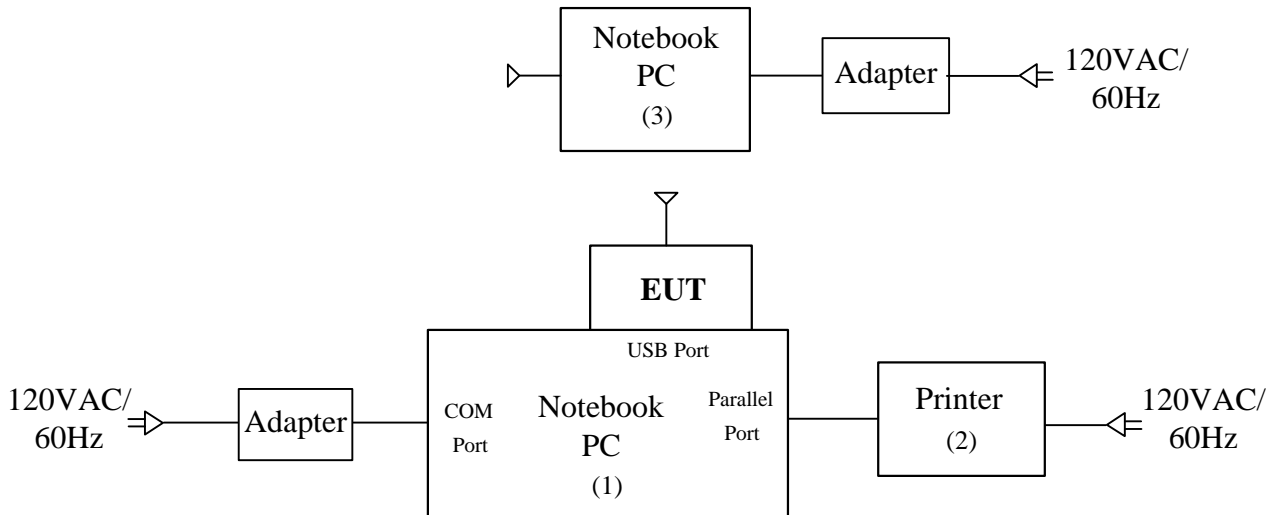 Notebook
PC
(3)
Adapter
120VAC/
60Hz
EUT
USB Port
120VAC/
60Hz
Adapter
COM
Port
Notebook
PC
(1)
Parallel
Port
Printer
(2)
120VAC/
60Hz